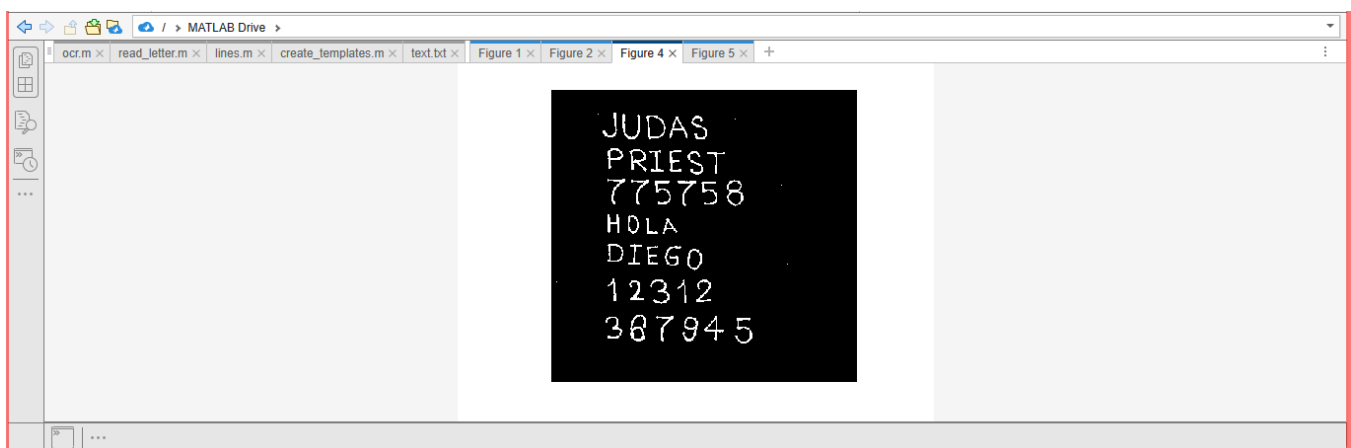 / > MATLAB Drive >
ocr.m × read_letter.m × lines.m × create_templates.m × text.txt × Figure 1 × Figure 2 × Figure 4 × Figure 5 × +
JUDAS
PRIEST
775758
HOLA
DIEGO
12312
367945